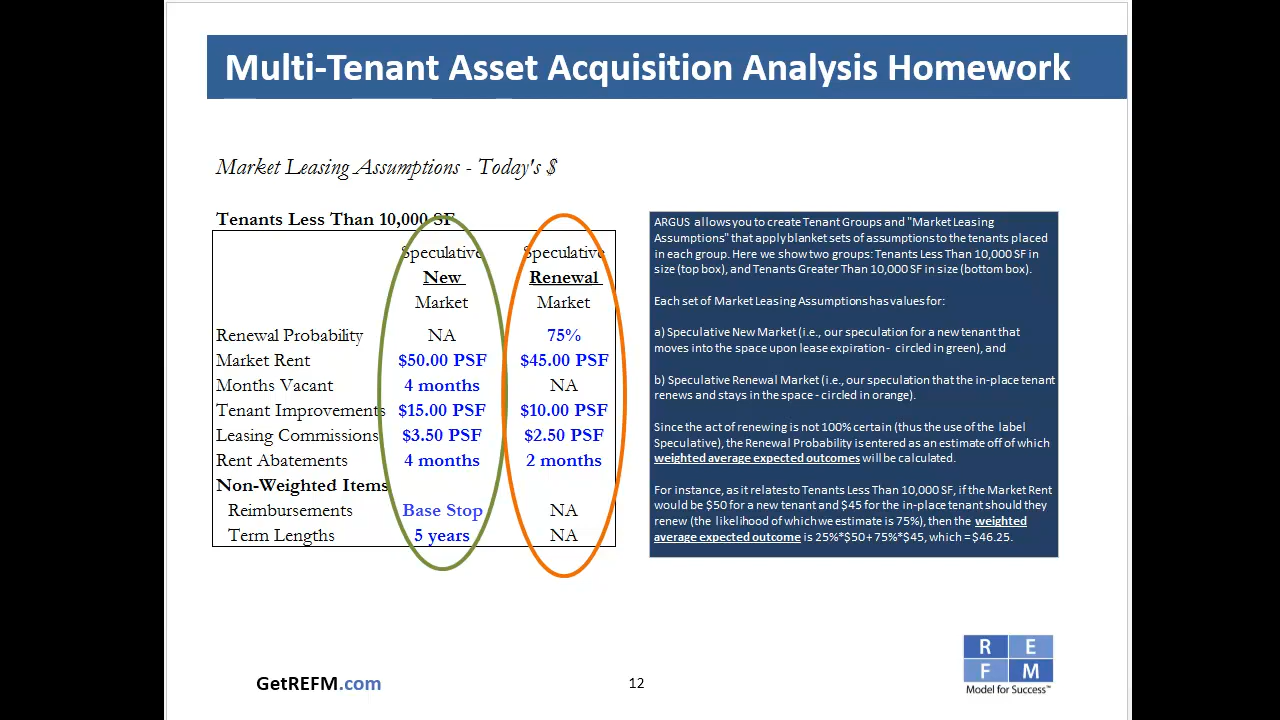 Multi-Tenant Asset Acquisition Analysis Homework
Market Leasing Assumptions - Today's $
Tenants Less Than 10,000 SF
Speculative Speculative
New Renewal
Market Market
Renewal Probability NA 75%
Market Rent $50.00 PSF $45.00 PSF
Months Vacant 4 months NA
Tenant Improvements $15.00 PSF $10.00 PSF
Leasing Commissions $3.50 PSF $2.50 PSF
Rent Abatements 4 months 2 months
Non-Weighted Items
Reimbursements Base Stop NA
Term Lengths 5 years NA
ARGUS allows you to create Tenant Groups and "Market Leasing
Assumptions" that apply blanket sets of assumptions to the tenants placed
in each group. Here we show two groups: Tenants Less Than 10,000 SF in
size (top box), and Tenants Greater Than 10,000 SF in size (bottom box).
Each set of Market Leasing Assumptions has values for:
a) Speculative New Market (i.e., our speculation for a new tenant that
moves into the space upon lease expiration - circled in green), and
b) Speculative Renewal Market (i.e., our speculation that the in-place tenant
renews and stays in the space - circled in orange).
Since the act of renewing is not 100% certain (thus the use of the label
Speculative), the Renewal Probability is entered as an estimate off of which
weighted average expected outcomes will be calculated.
For instance, as it relates to Tenants Less Than 10,000 SF, if the Market Rent
would be $50 for a new tenant and $45 for the in-place tenant should they
renew (the likelihood of which we estimate is 75%), then the weighted
average expected outcome is 25%*$50+75%*$45, which = $46.25.
R E
F M
Model for Success™
GetREFM.com
12